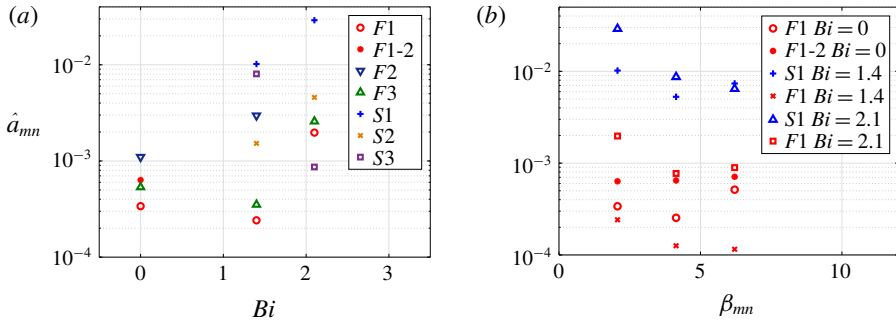 (a)
10⁻²
10⁻³
10⁻⁴
â_mn
0 1 2 3
Bi
F1
F1-2
F2
F3
S1
S2
S3
(b)
10⁻¹
10⁻²
10⁻³
10⁻⁴
0 5 10
β_mn
F1 Bi = 0
F1-2 Bi = 0
S1 Bi = 1.4
F1 Bi = 1.4
S1 Bi = 2.1
F1 Bi = 2.1